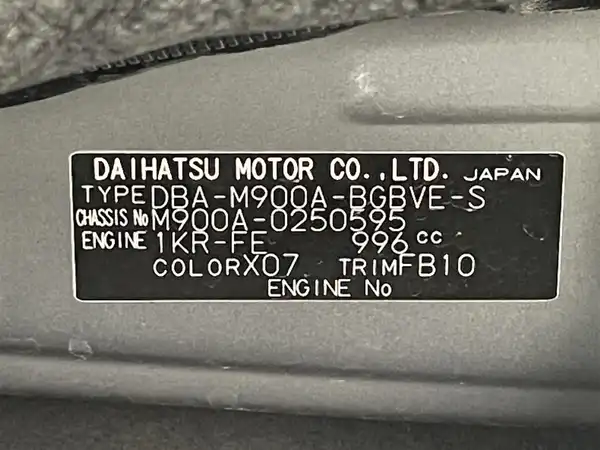 DAIHATSU MOTOR CO.,LTD. JAPAN
TYPE DBA-M900A-BGBVE-S
CHASSIS No M900A-0250595
ENGINE 1KR-FE 996 cc
COLOR X07 TRIM FB10
ENGINE No